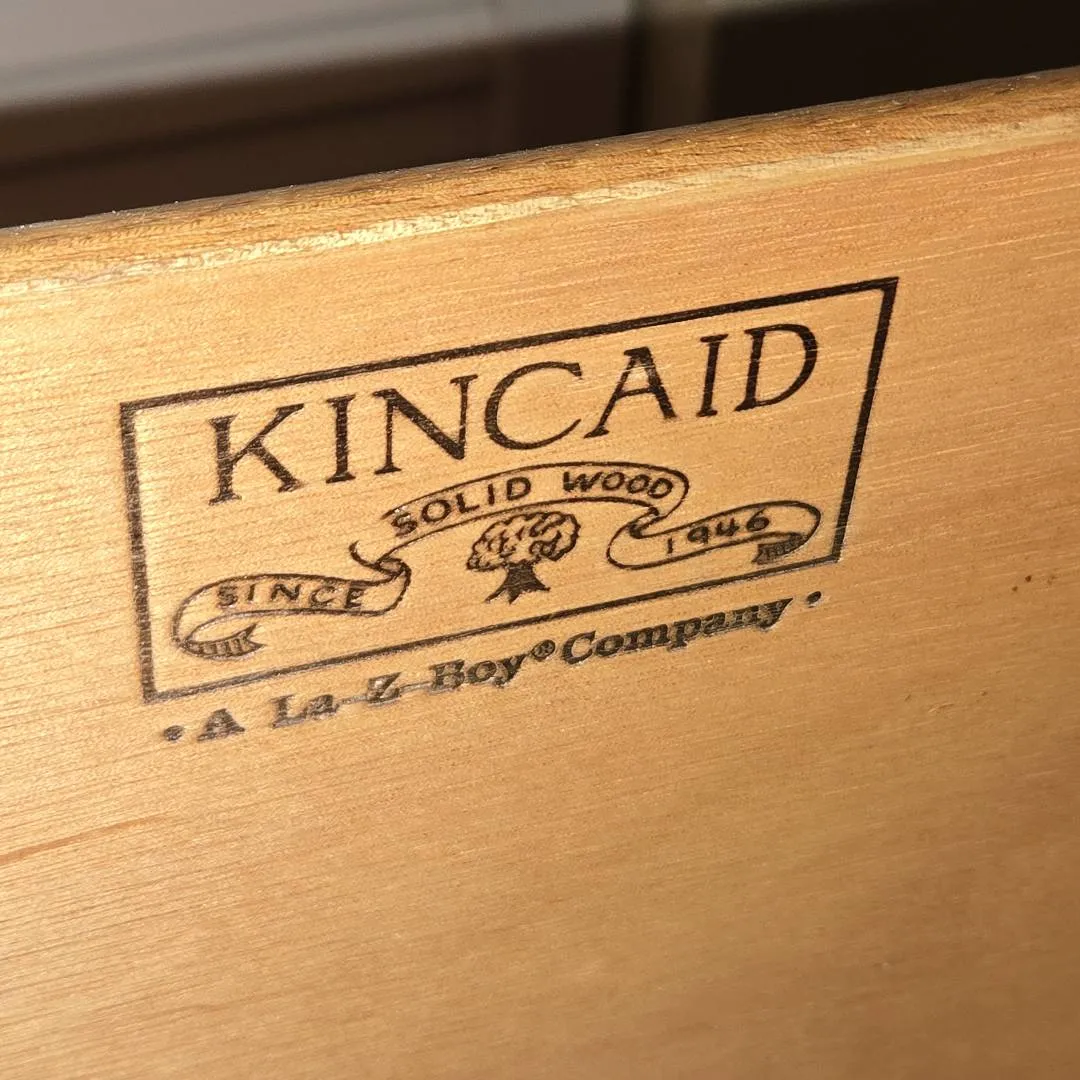 KINCAID
SINCE SOLID WOOD 1946
• A La-Z-Boy® Company •